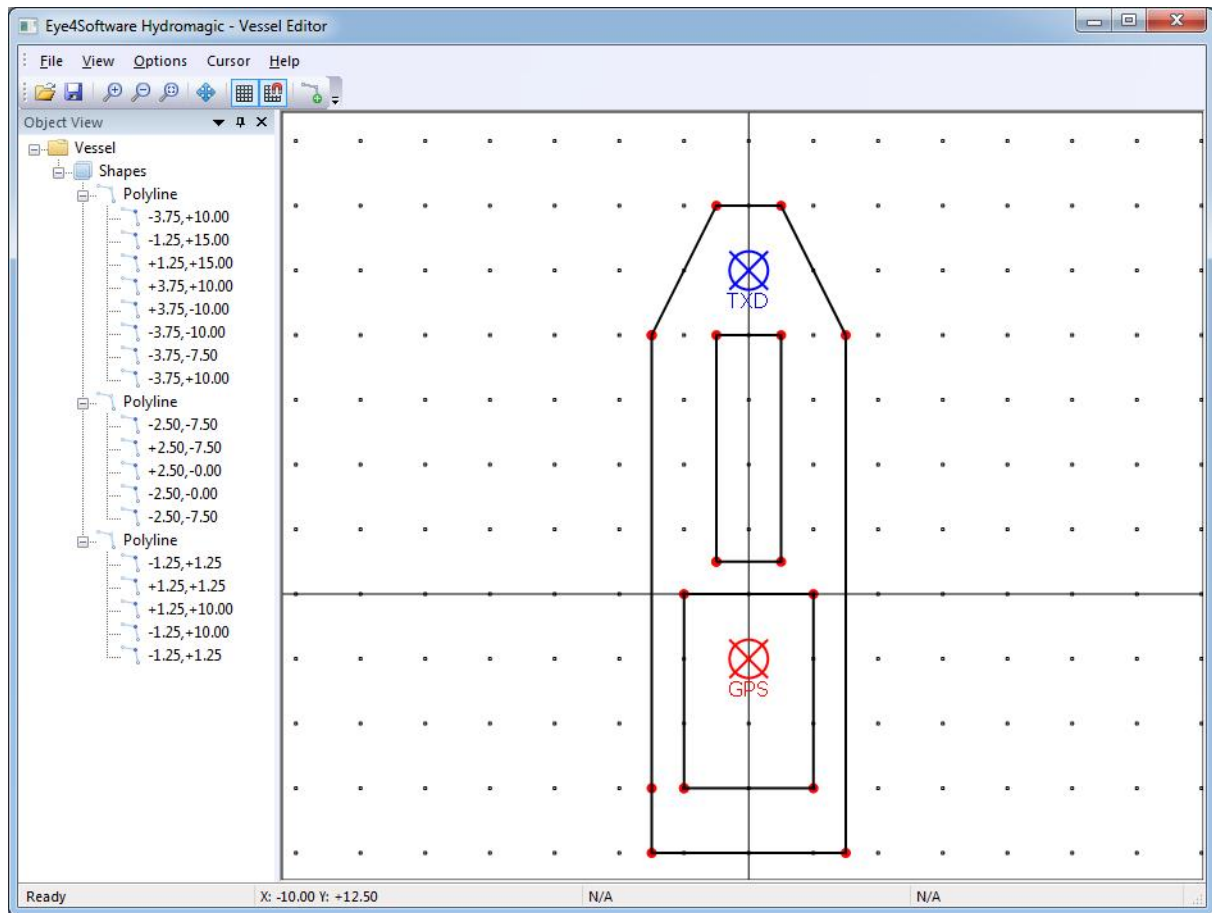 Eye4Software Hydromagic - Vessel Editor
File View Options Cursor Help
Object View
Vessel
Shapes
Polyline
-3.75,+10.00
-1.25,+15.00
+1.25,+15.00
+3.75,+10.00
+3.75,-10.00
-3.75,-10.00
-3.75,-7.50
-3.75,+10.00
Polyline
-2.50,-7.50
+2.50,-7.50
+2.50,-0.00
-2.50,-0.00
-2.50,-7.50
Polyline
-1.25,+1.25
+1.25,+1.25
+1.25,+10.00
-1.25,+10.00
-1.25,+1.25
TXD
GPS
Ready X: -10.00 Y: +12.50 N/A N/A